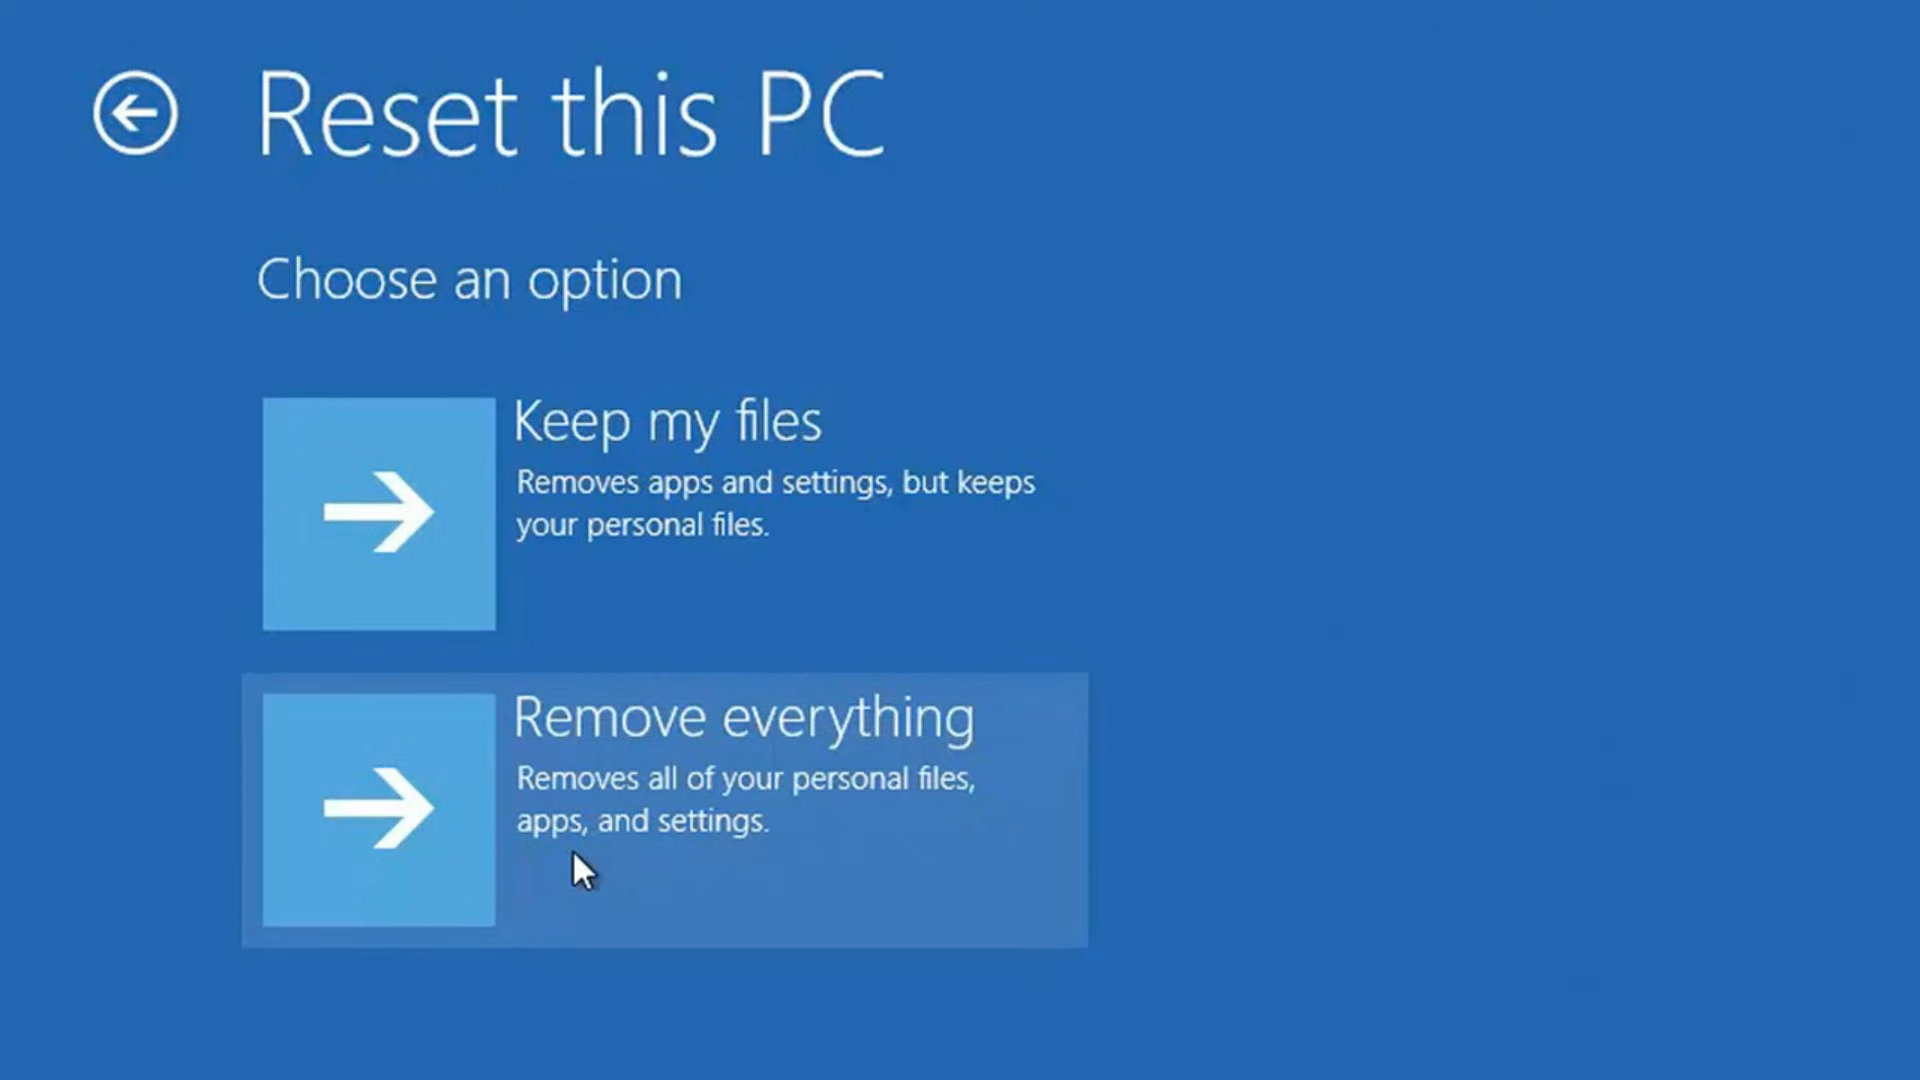 Reset this PC
Choose an option
Keep my files
Removes apps and settings, but keeps
your personal files.
Remove everything
Removes all of your personal files,
apps, and settings.